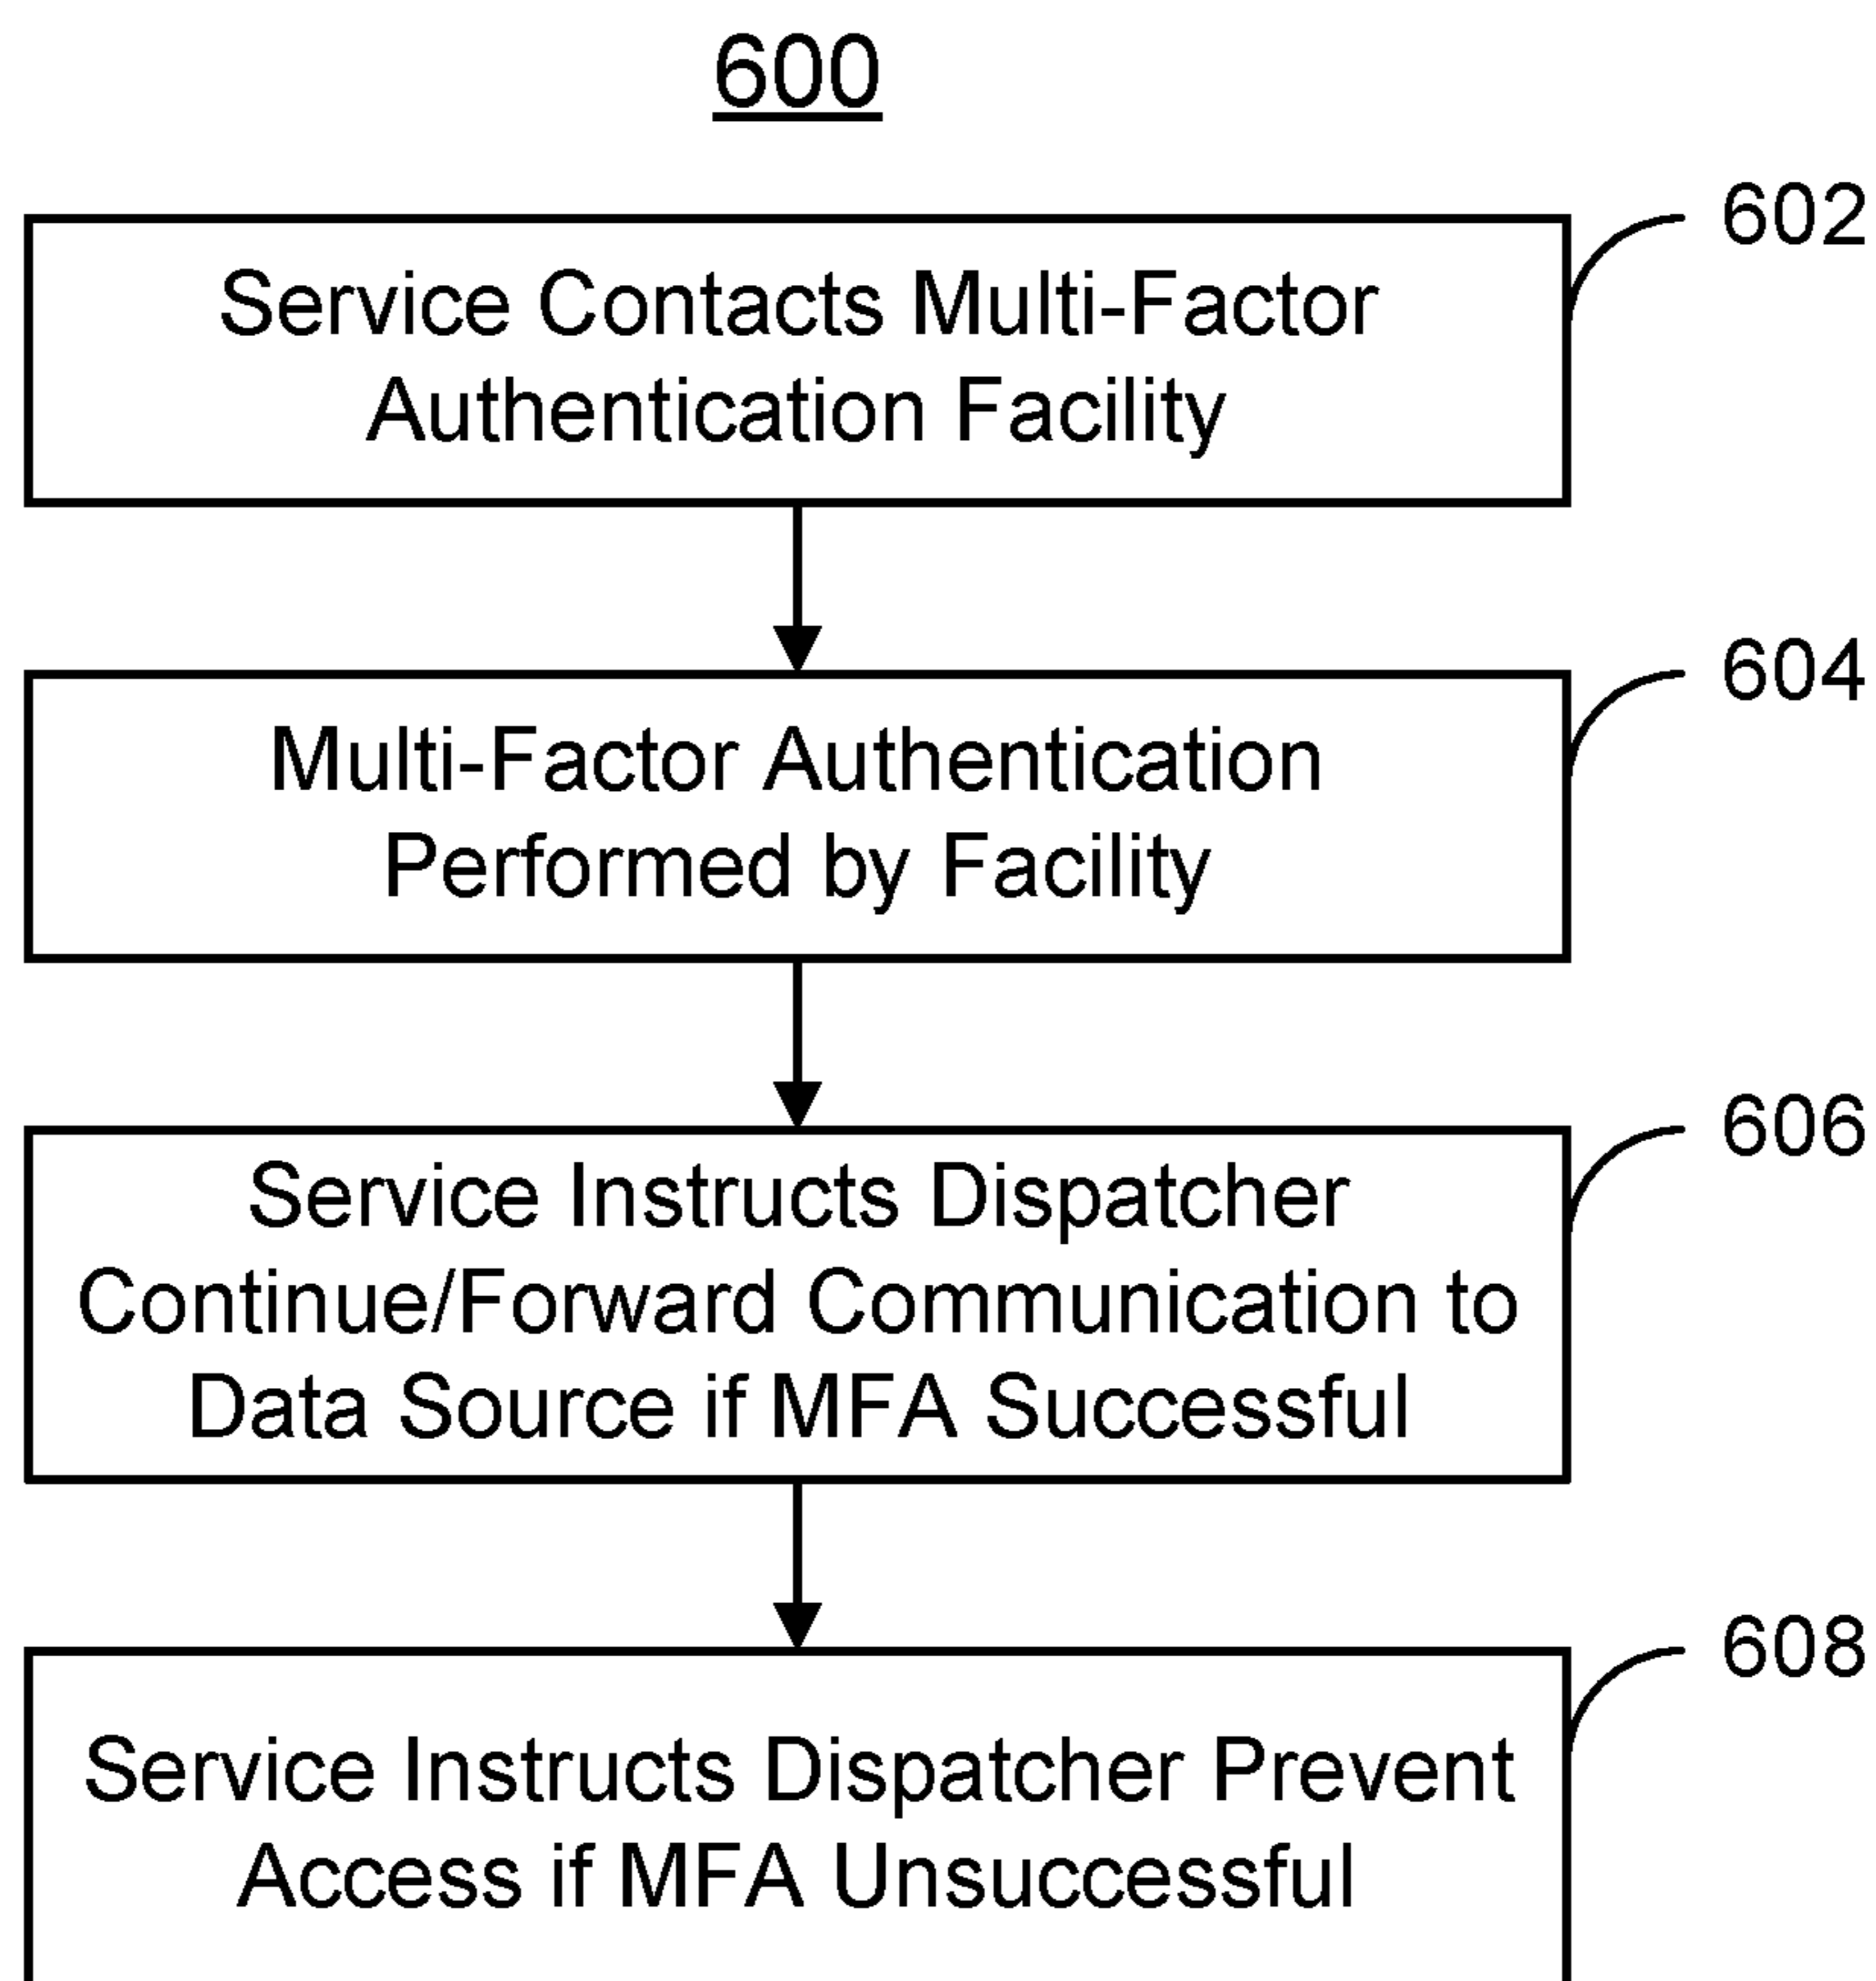 600
602
Service Contacts Multi-Factor
Authentication Facility
604
Multi-Factor Authentication
Performed by Facility
606
Service Instructs Dispatcher
Continue/Forward Communication to
Data Source if MFA Successful
608
Service Instructs Dispatcher Prevent
Access if MFA Unsuccessful